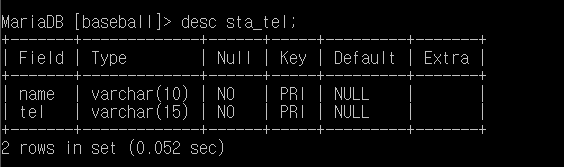 MariaDB [baseball]> desc sta_tel;
+-------+-------------+------+-----+---------+-------+
| Field | Type        | Null | Key | Default | Extra |
+-------+-------------+------+-----+---------+-------+
| name  | varchar(10) | NO   | PRI | NULL    |       |
| tel   | varchar(15) | NO   | PRI | NULL    |       |
+-------+-------------+------+-----+---------+-------+
2 rows in set (0.052 sec)